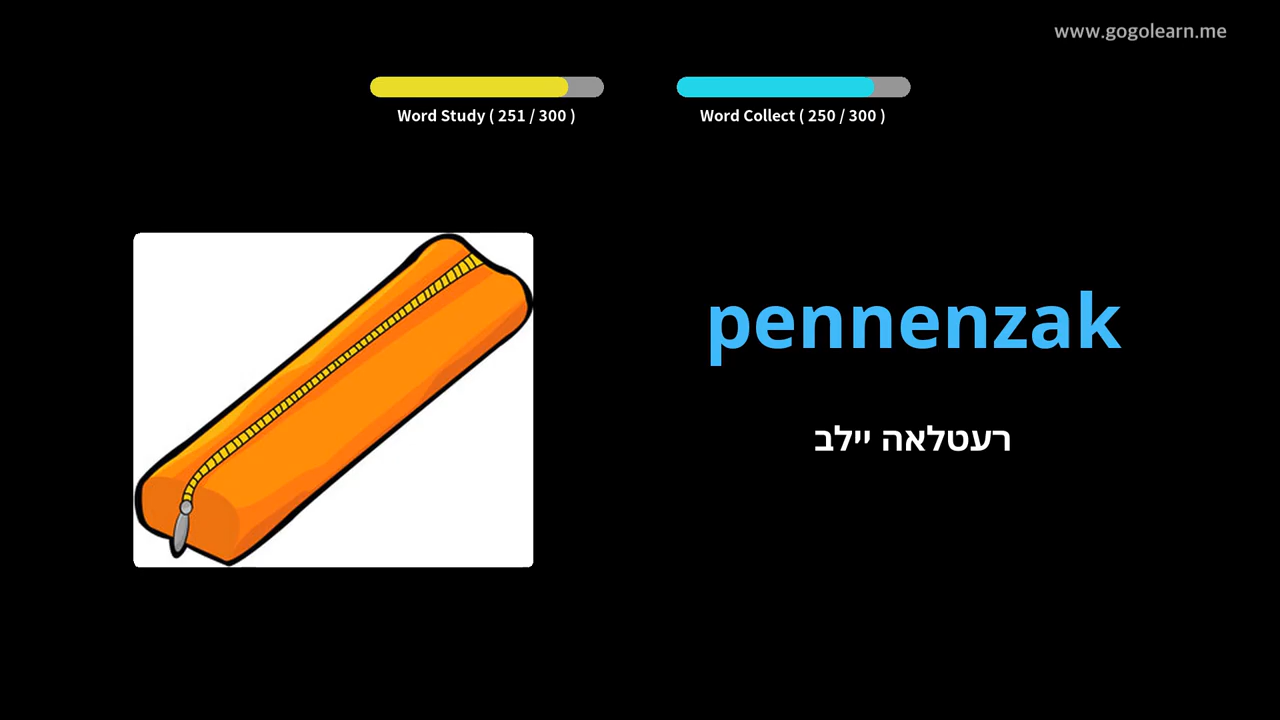 www.gogolearn.me
Word Study ( 251 / 300 )
Word Collect ( 250 / 300 )
pennenzak
רעטלאה יילב